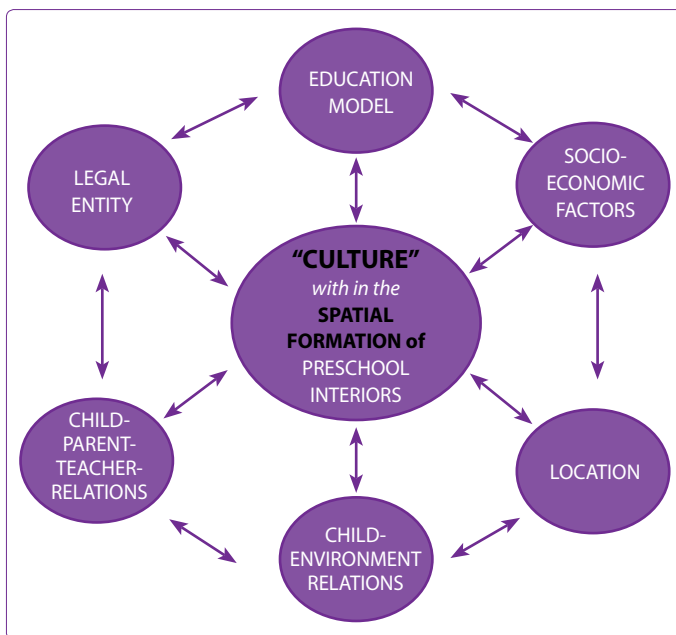 EDUCATION
MODEL
LEGAL
ENTITY
SOCIO-
ECONOMIC
FACTORS
“CULTURE”
with in the
SPATIAL
FORMATION of
PRESCHOOL
INTERIORS
CHILD-
PARENT-
TEACHER-
RELATIONS
LOCATION
CHILD-
ENVIRONMENT
RELATIONS